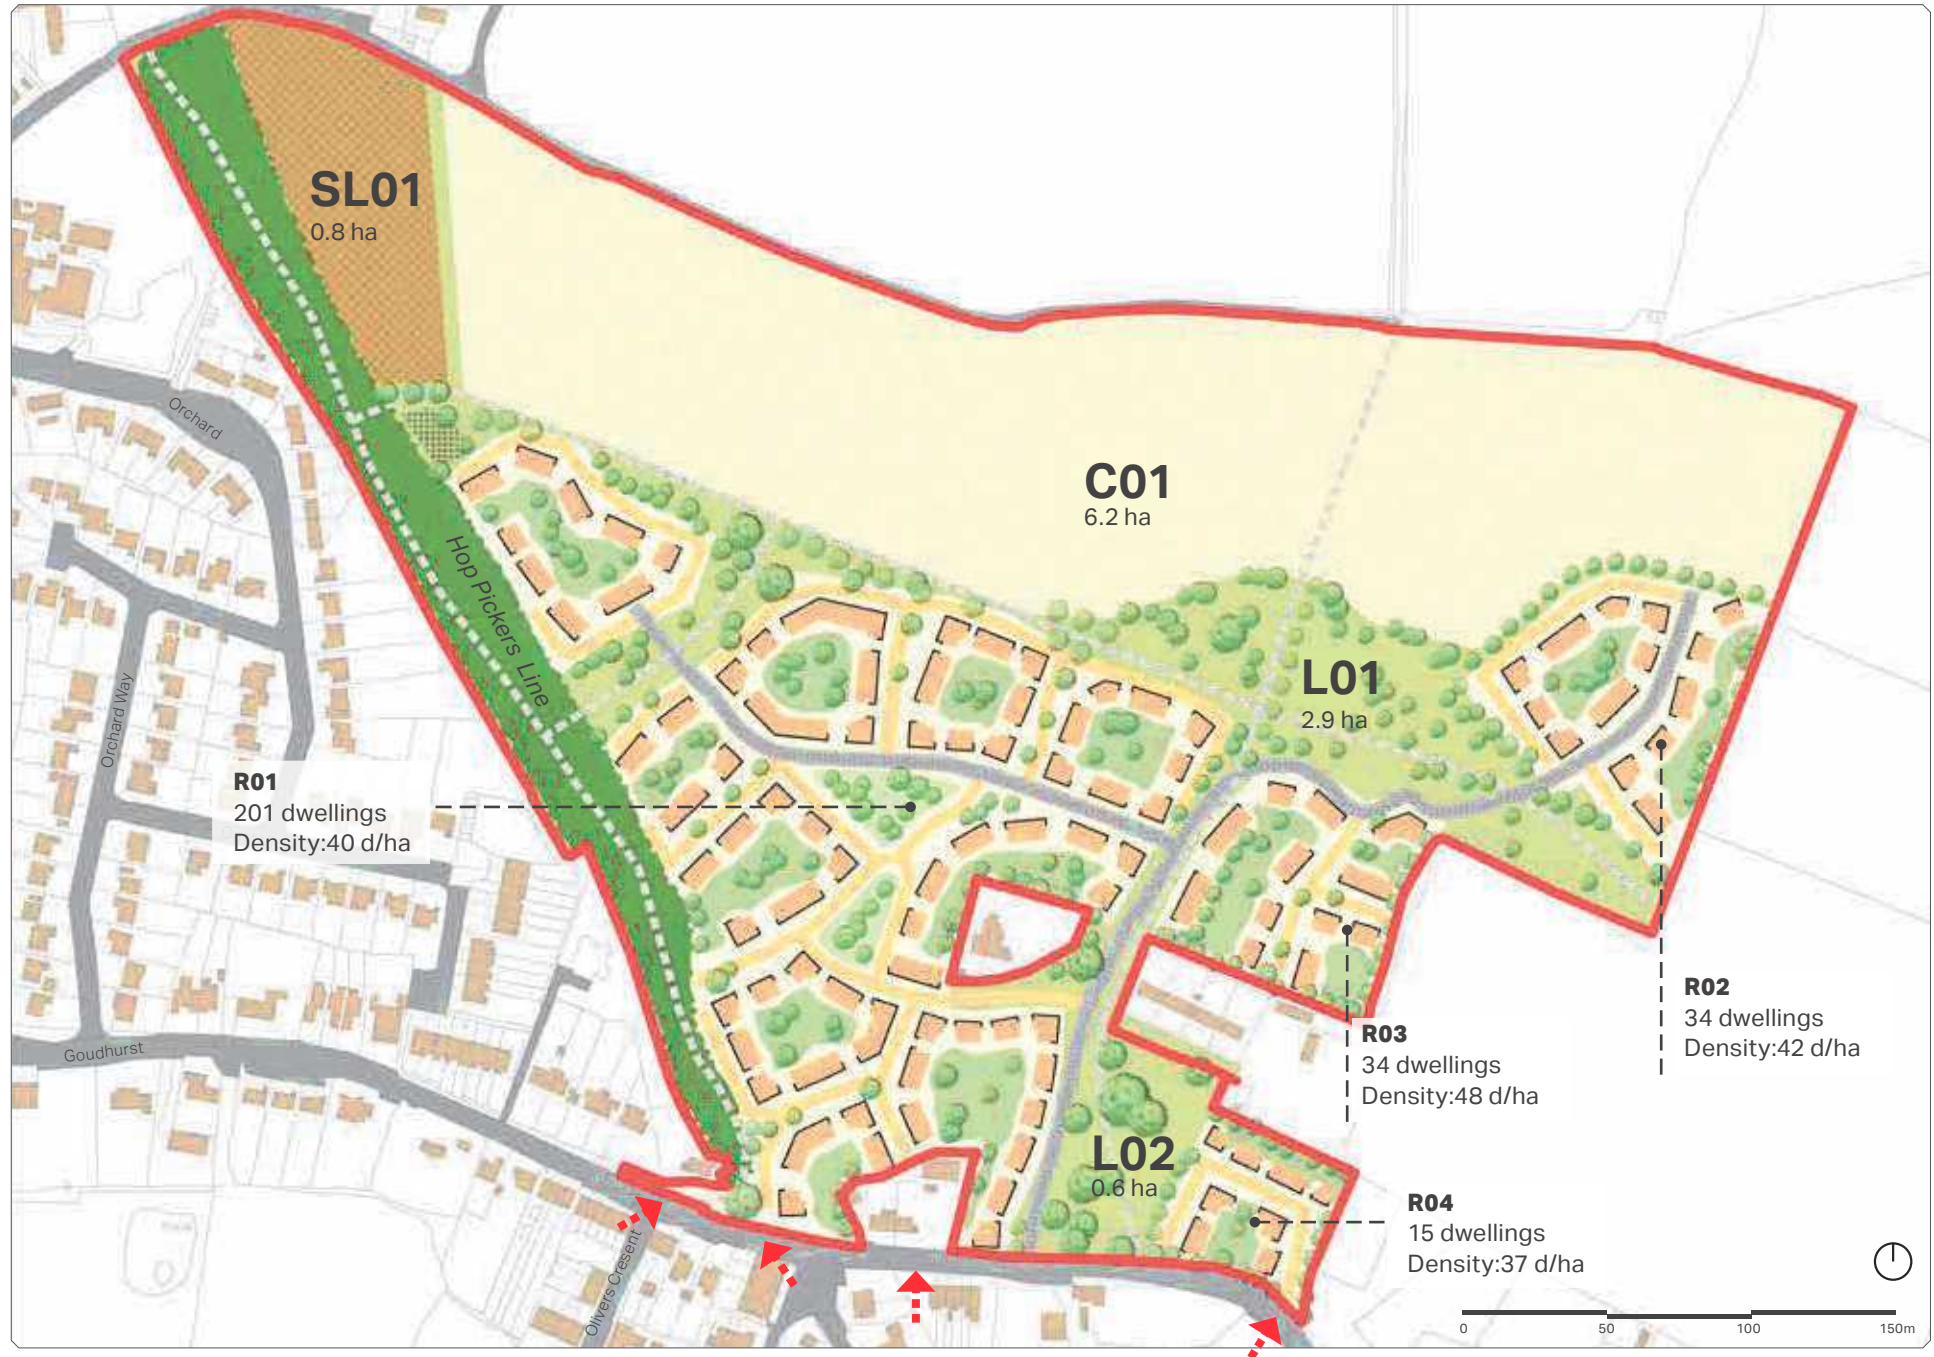 SL01
0.8 ha
Orchard
C01
6.2 ha
Hop Pickers Line
L01
2.9 ha
Orchard Way
R01
201 dwellings
Density:40 d/ha
R02
34 dwellings
Density:42 d/ha
R03
34 dwellings
Density:48 d/ha
Goudhurst
L02
0.6 ha
R04
15 dwellings
Density:37 d/ha
Olivers Cresent
0 50 100 150m